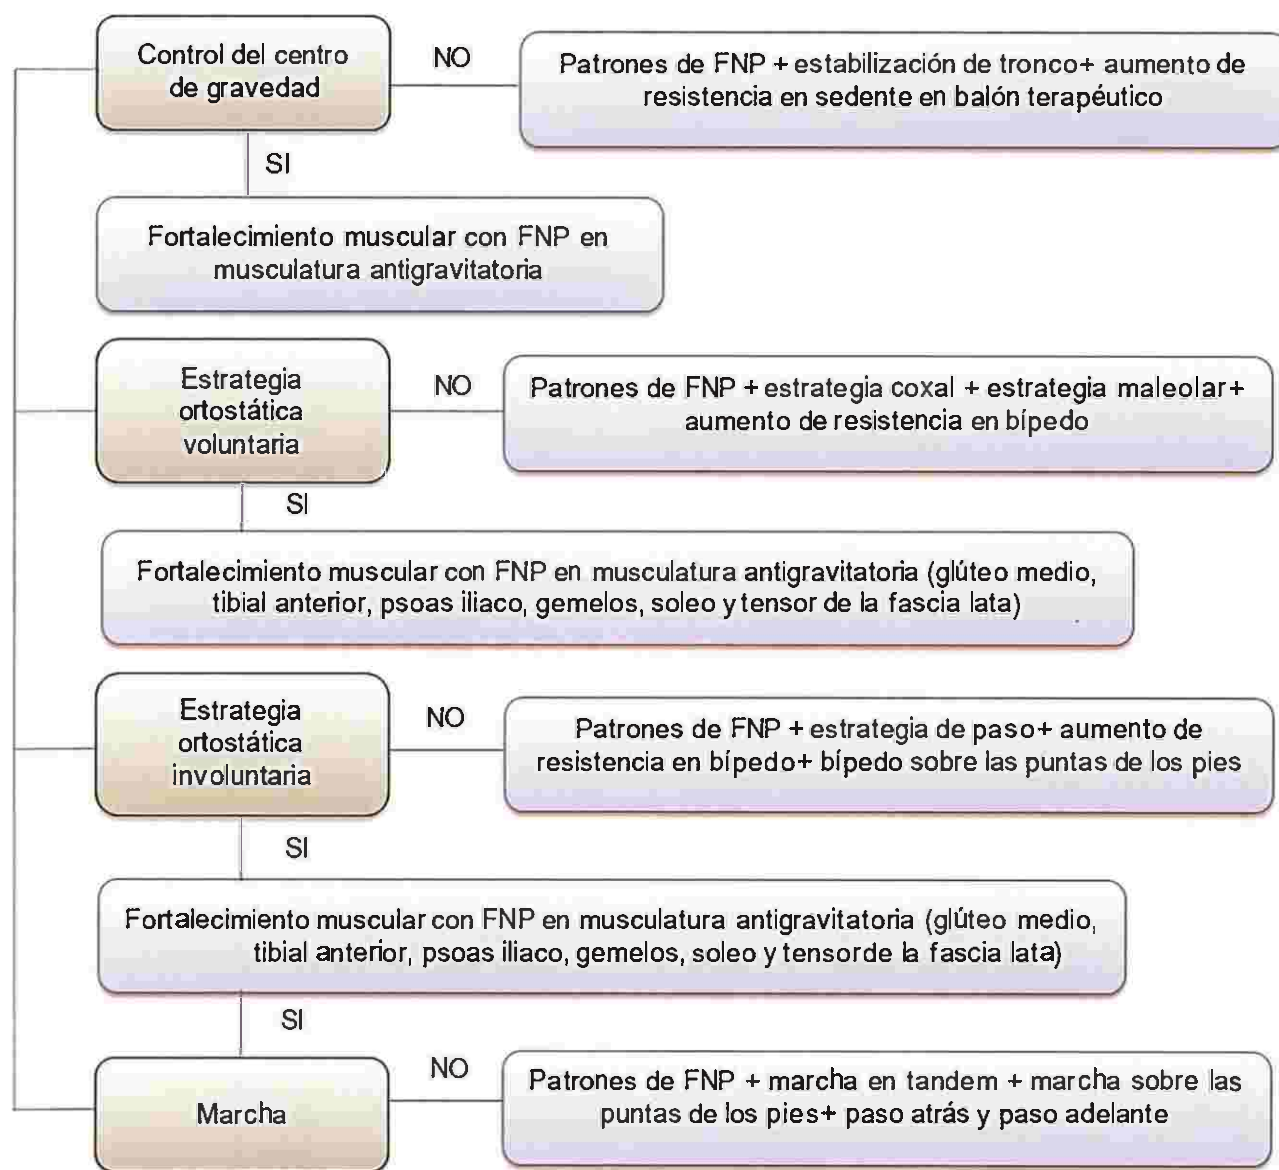 Control del centro
de gravedad
NO
Patrones de FNP + estabilización de tronco+ aumento de
resistencia en sedente en balón terapéutico
SI
Fortalecimiento muscular con FNP en
musculatura antigravitatoria
Estrategia
ortostática
voluntaria
NO
Patrones de FNP + estrategia coxal + estrategia maleolar+
aumento de resistencia en bípedo
SI
Fortalecimiento muscular con FNP en musculatura antigravitatoria (glúteo medio,
tibial anterior, psoas iliaco, gemelos, soleo y tensor de la fascia lata)
Estrategia
ortostática
involuntaria
NO
Patrones de FNP + estrategia de paso+ aumento de
resistencia en bípedo+ bípedo sobre las puntas de los pies
SI
Fortalecimiento muscular con FNP en musculatura antigravitatoria (glúteo medio,
tibial anterior, psoas iliaco, gemelos, soleo y tensorde la fascia lata)
SI
Marcha
NO
Patrones de FNP + marcha en tandem + marcha sobre las
puntas de los pies+ paso atrás y paso adelante